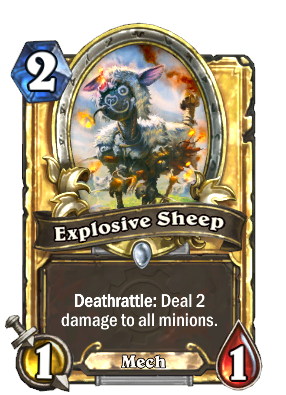 2
Explosive Sheep
Deathrattle: Deal 2
damage to all minions.
1
Mech
1